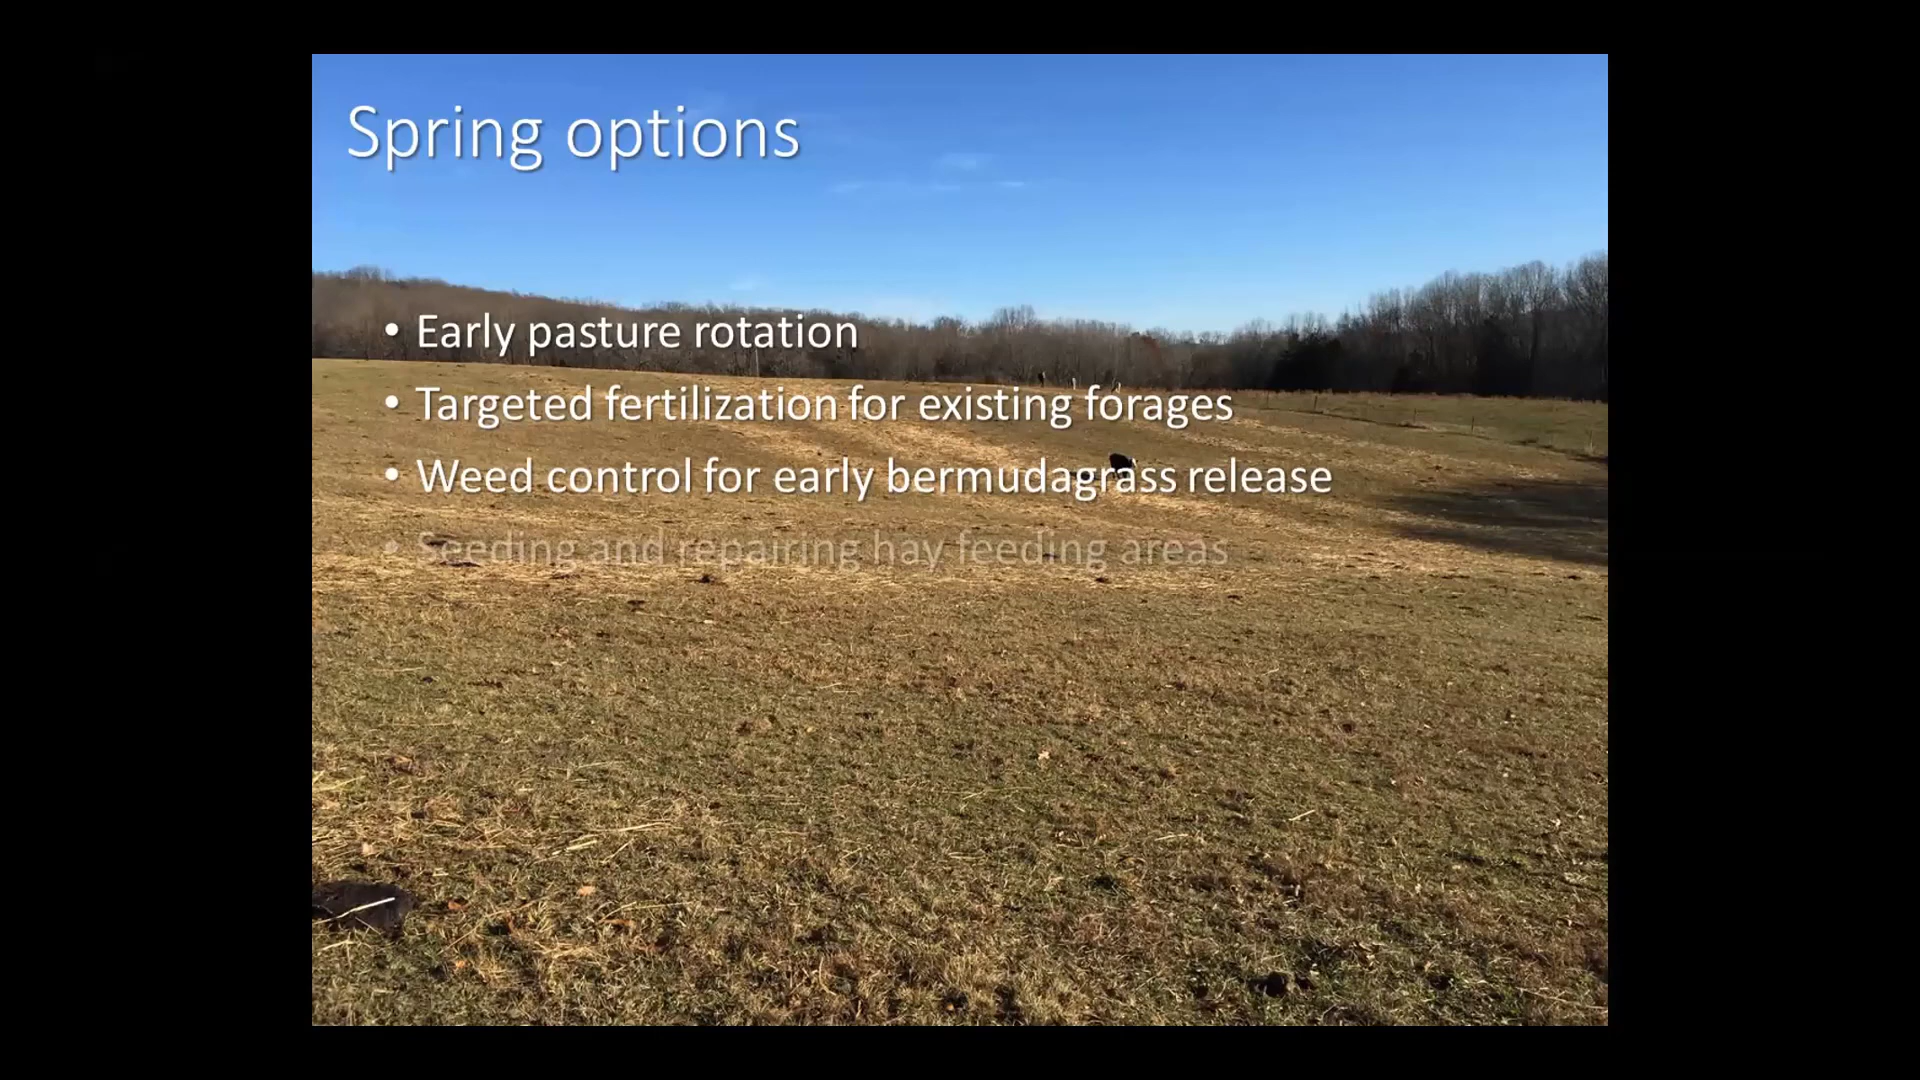 Spring options
• Early pasture rotation
• Targeted fertilization for existing forages
• Weed control for early bermudagrass release
• Seeding and repairing hay feeding areas